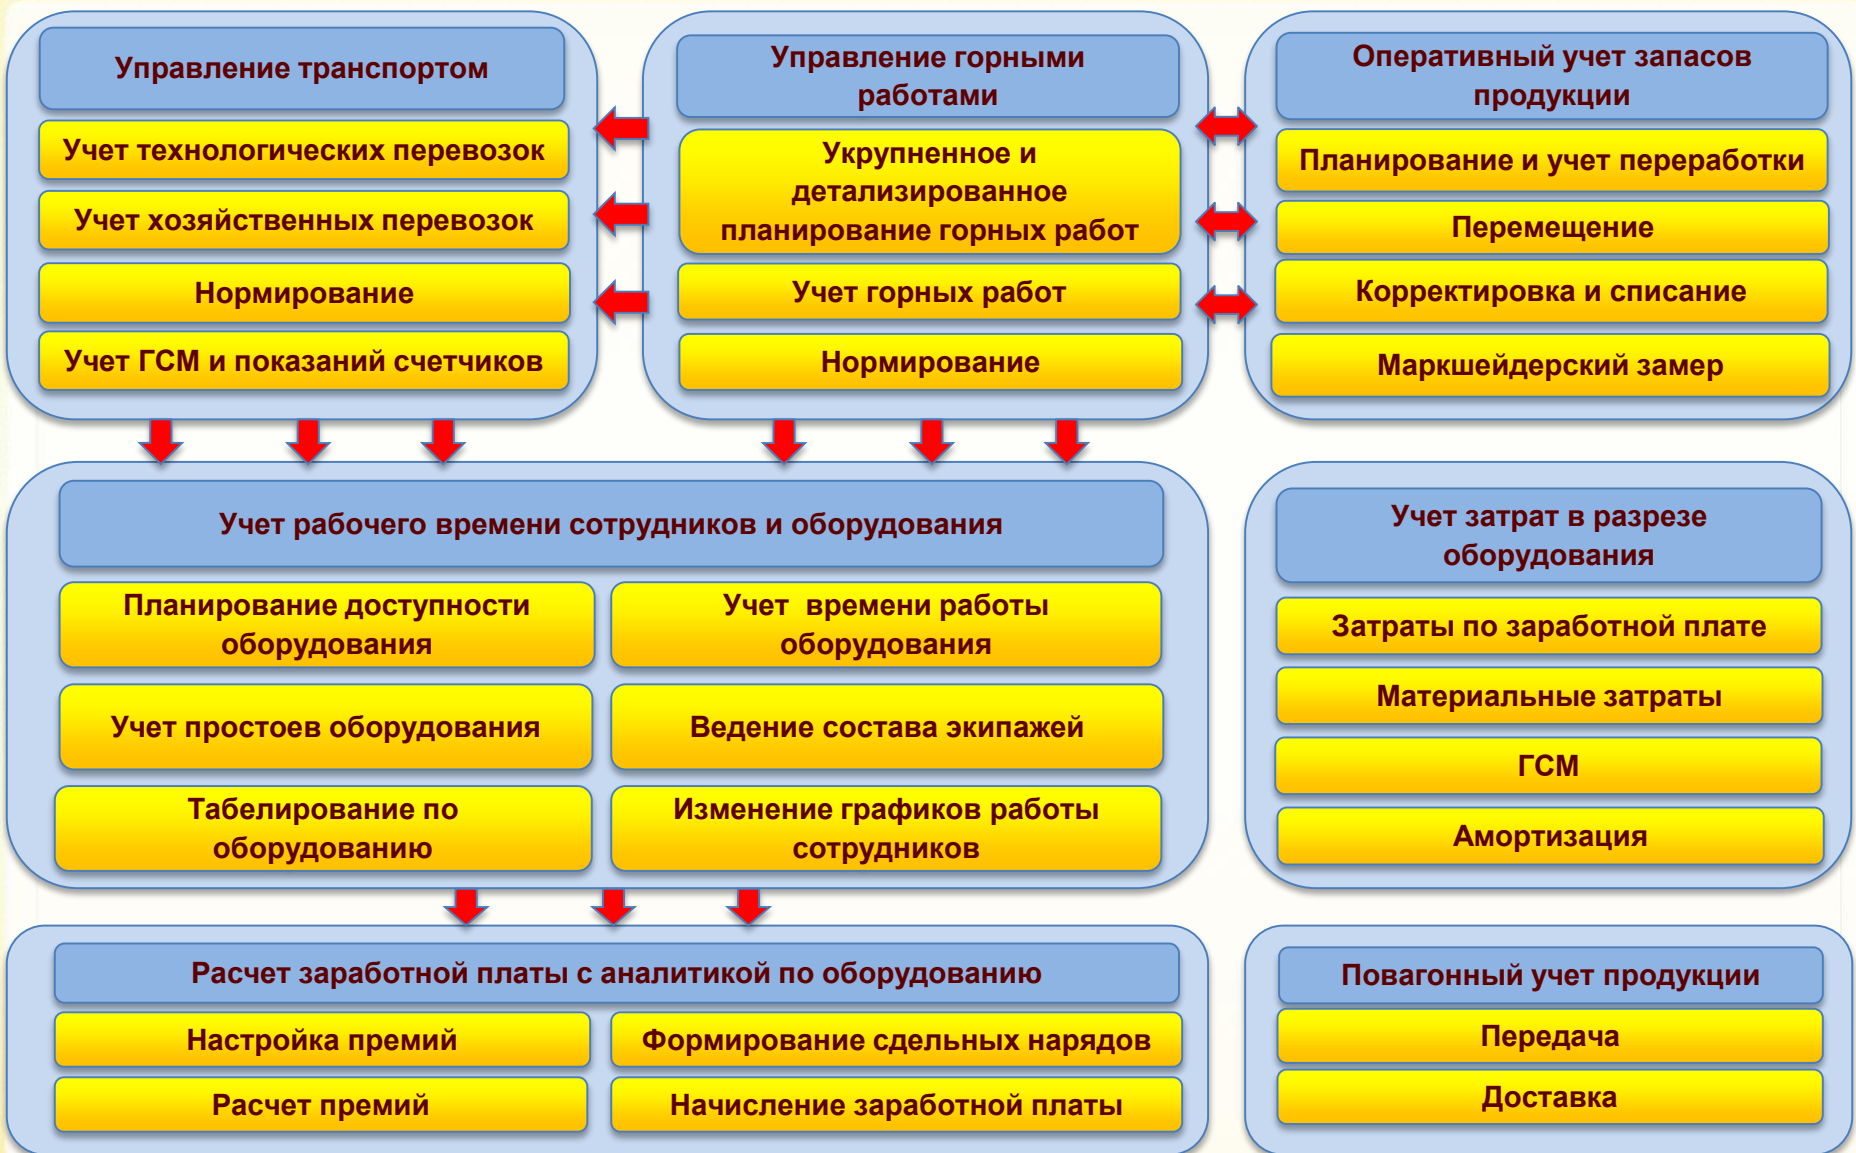 Управление транспортом
Учет технологических перевозок
Учет хозяйственных перевозок
Нормирование
Учет ГСМ и показаний счетчиков
Управление горными
работами
Укрупненное и
детализированное
планирование горных работ
Учет горных работ
Нормирование
Оперативный учет запасов
продукции
Планирование и учет переработки
Перемещение
Корректировка и списание
Маркшейдерский замер
Учет рабочего времени сотрудников и оборудования
Планирование доступности
оборудования
Учет времени работы
оборудования
Учет простоев оборудования
Ведение состава экипажей
Табелирование по
оборудованию
Изменение графиков работы
сотрудников
Учет затрат в разрезе
оборудования
Затраты по заработной плате
Материальные затраты
ГСМ
Амортизация
Расчет заработной платы с аналитикой по оборудованию
Настройка премий
Формирование сдельных нарядов
Расчет премий
Начисление заработной платы
Повагонный учет продукции
Передача
Доставка